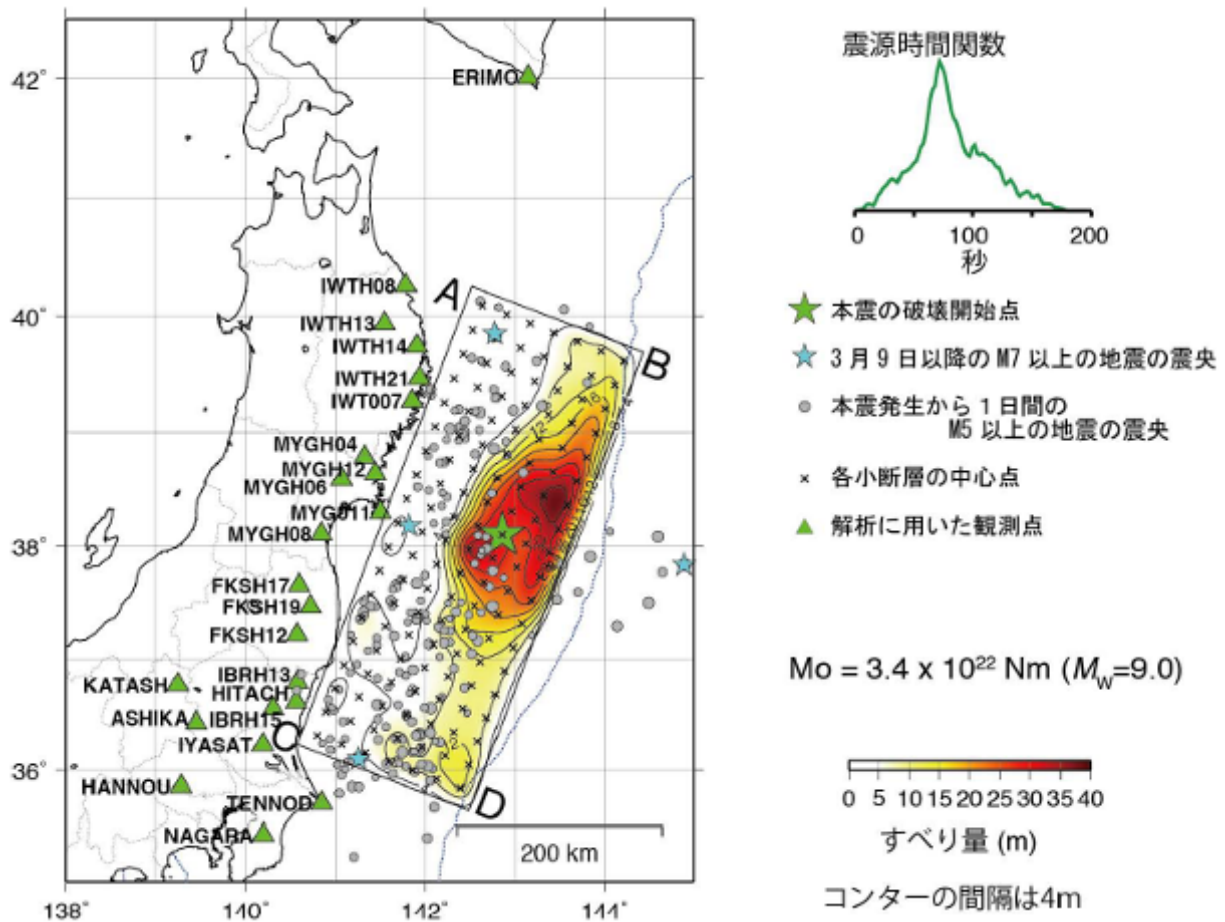 42˚
40˚
38˚
36˚
138˚
140˚
142˚
144˚
ERIMO
IWTH08
IWTH13
IWTH14
IWTH21
IWT007
MYGH04
MYGH12
MYGH06
MYG011
MYGH08
FKSH17
FKSH19
FKSH12
IBRH13
HITACH
KATASH
ASHIKA
IBRH15
IYASAT
HANNOU
TENNOD
NAGARA
A
B
C
D
12
200 km
震源時間関数
0 100 200
秒
本震の破壊開始点
3月9日以降のM7以上の地震の震央
本震発生から1日間の
M5以上の地震の震央
各小断層の中心点
解析に用いた観測点
Mo = 3.4 x 10²² Nm (Mw=9.0)
0 5 10 15 20 25 30 35 40
すべり量 (m)
コンターの間隔は4m